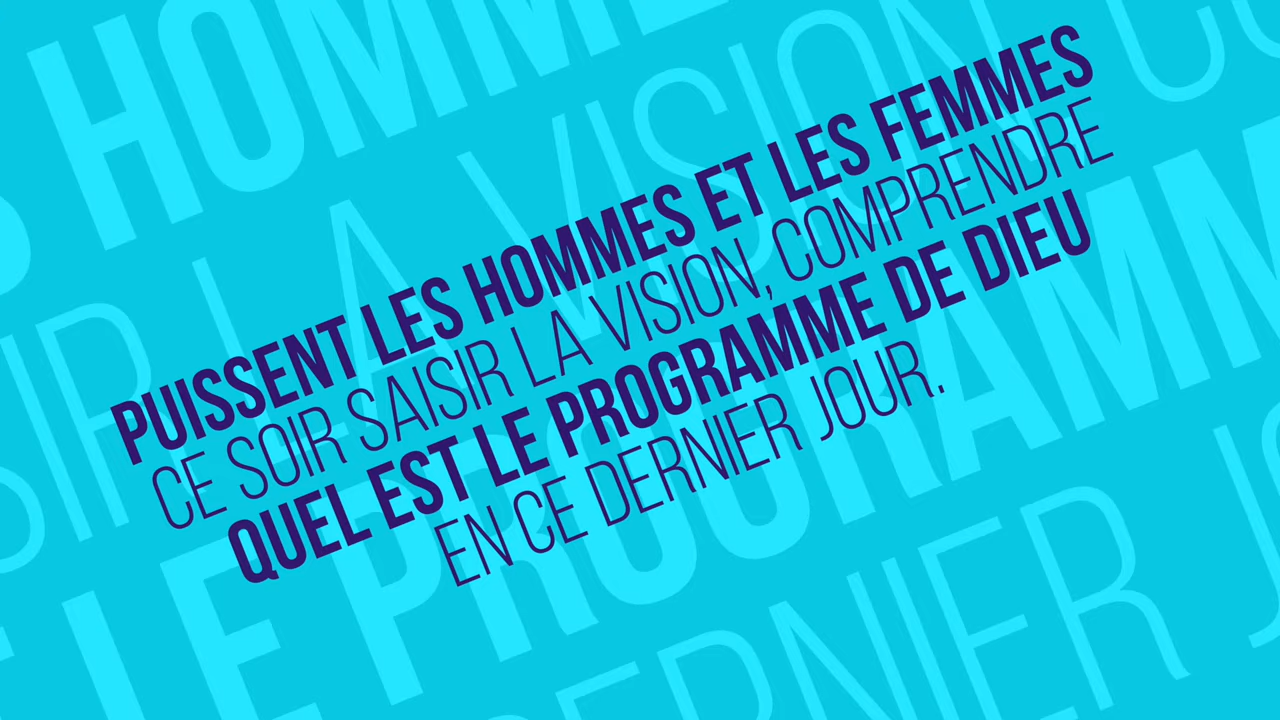 PUISSENT LES HOMMES ET LES FEMMES
CE SOIR SAISIR LA VISION, COMPRENDRE
QUEL EST LE PROGRAMME DE DIEU
EN CE DERNIER JOUR.